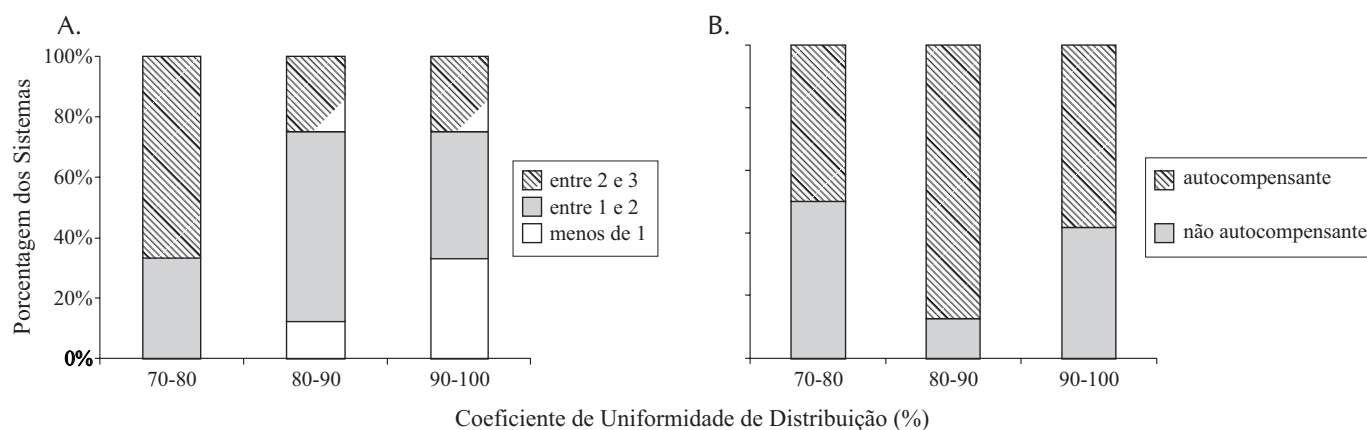 A.
B.
100%
80%
60%
40%
20%
0%
Porcentagem dos Sistemas
entre 2 e 3
entre 1 e 2
menos de 1
autocompensante
não autocompensante
70-80 80-90 90-100
70-80 80-90 90-100
Coeficiente de Uniformidade de Distribuição (%)